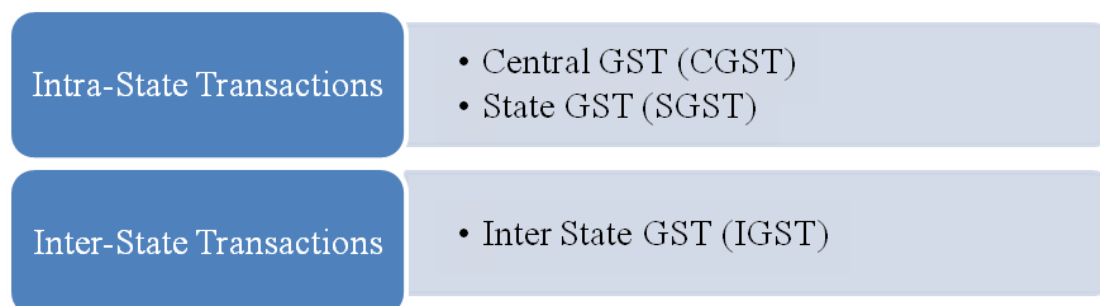 Intra-State Transactions
• Central GST (CGST)
• State GST (SGST)
Inter-State Transactions
• Inter State GST (IGST)